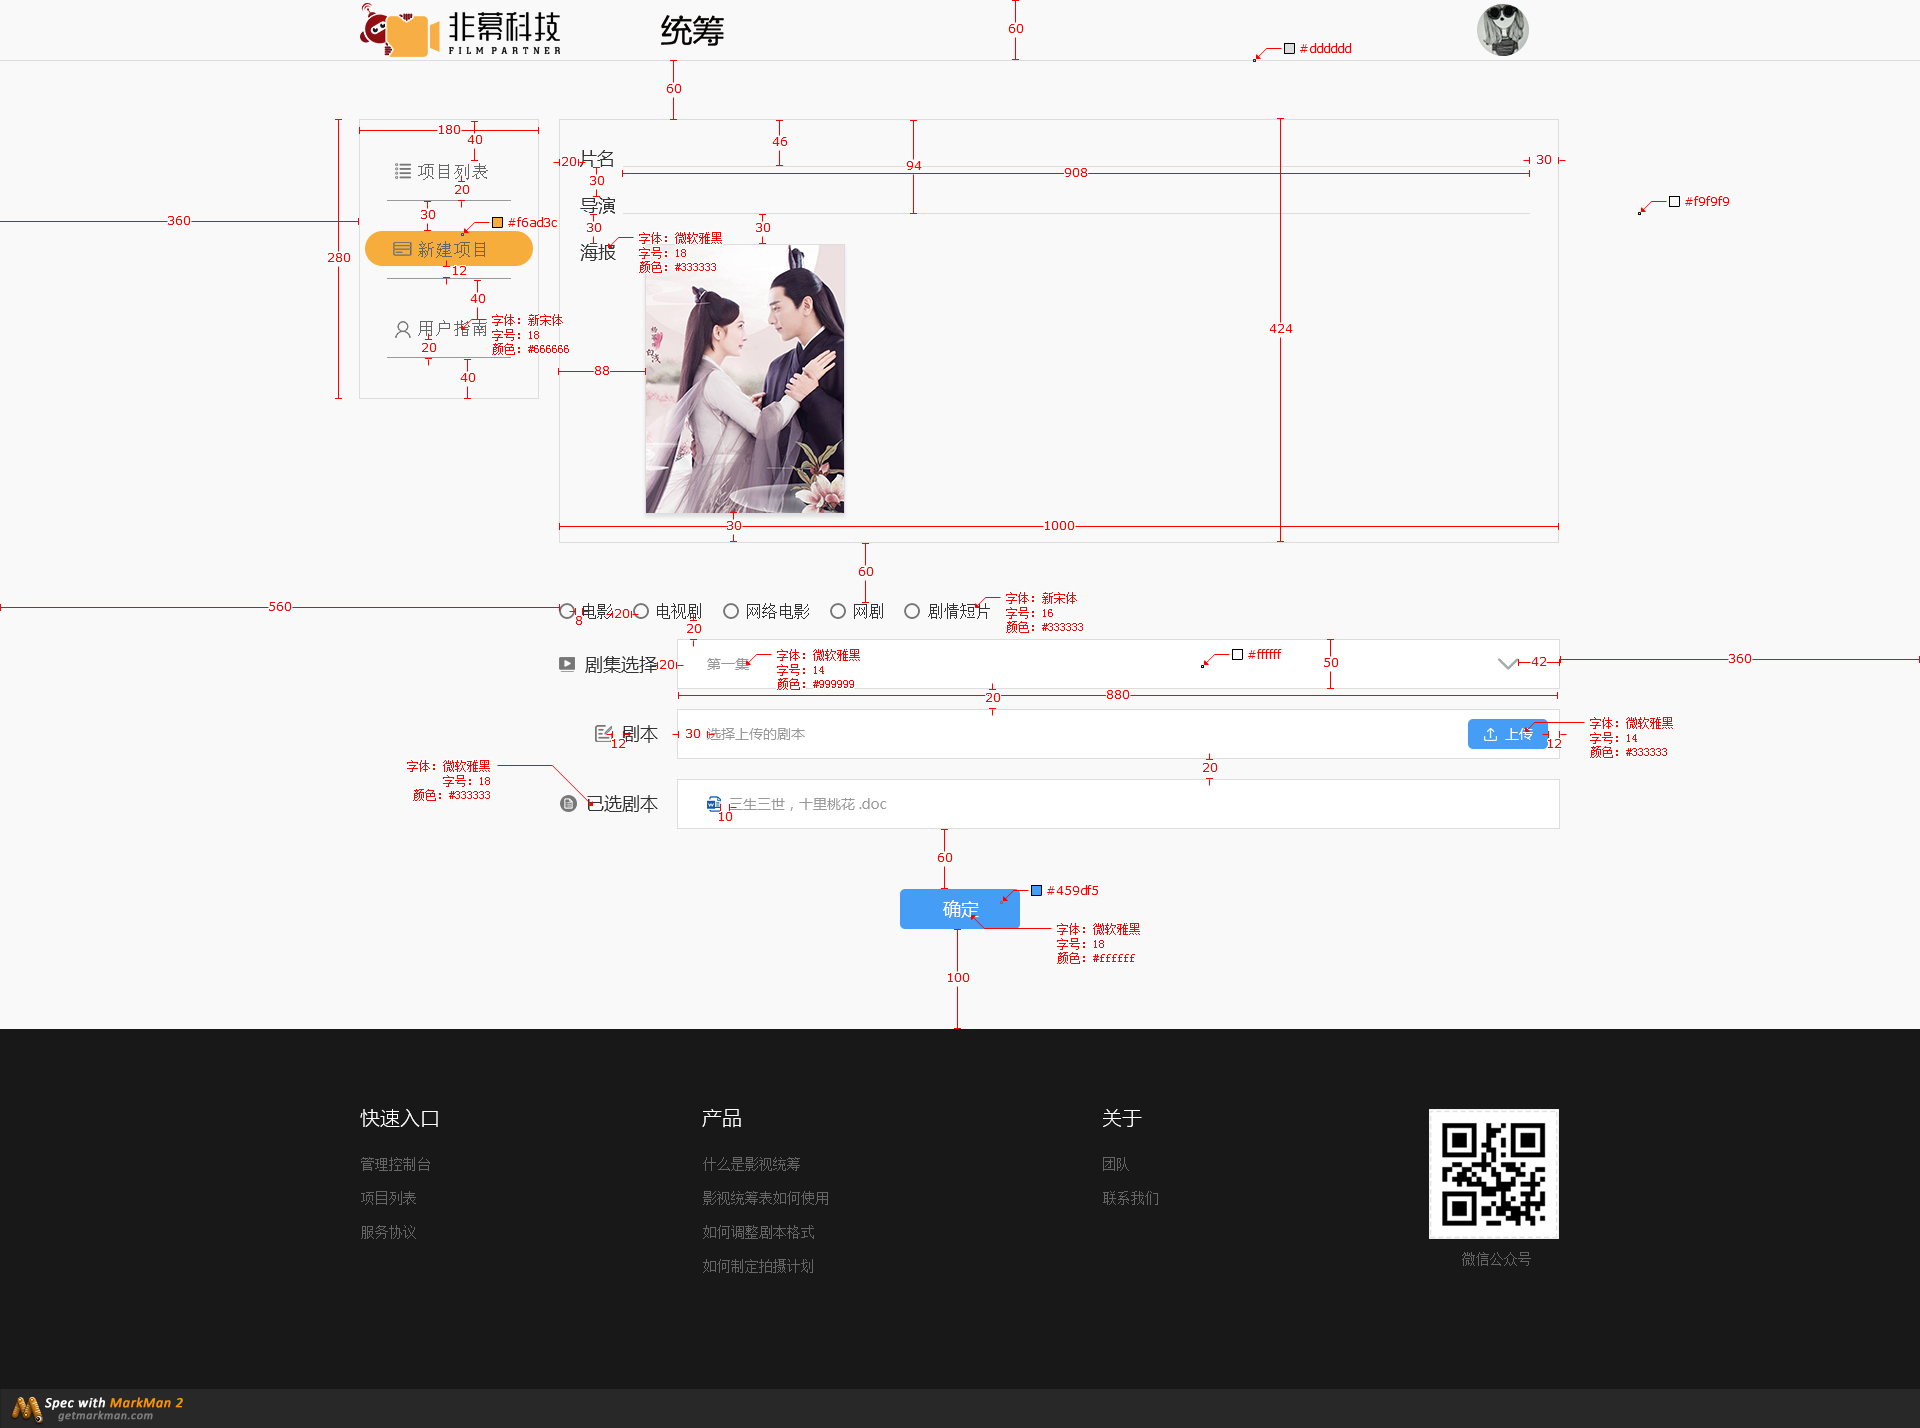 非幕科技
FILM PARTNER
统筹
60
#dddddd
60
180
40
项目列表
20
30
#f6ad3c
新建项目
12
40
用户指南
字体：新宋体
字号：18
颜色：#666666
20
40
280
360
20
片名
46
94
30
908
30
导演
30
30
海报
字体：微软雅黑
字号：18
颜色：#333333
88
424
30
1000
#f9f9f9
60
560
电影
8
20
电视剧
网络电影
网剧
剧情短片
字体：新宋体
字号：16
颜色：#333333
20
剧集选择
20
第一集
字体：微软雅黑
字号：14
颜色：#999999
#ffffff
50
42
360
20
880
剧本
12
30
选择上传的剧本
上传
12
字体：微软雅黑
字号：14
颜色：#333333
20
字体：微软雅黑
字号：18
颜色：#333333
已选剧本
三生三世，十里桃花 .doc
10
60
#459df5
确定
字体：微软雅黑
字号：18
颜色：#ffffff
100
快速入口
管理控制台
项目列表
服务协议
产品
什么是影视统筹
影视统筹表如何使用
如何调整剧本格式
如何制定拍摄计划
关于
团队
联系我们
微信公众号
Spec with MarkMan 2
getmarkman.com